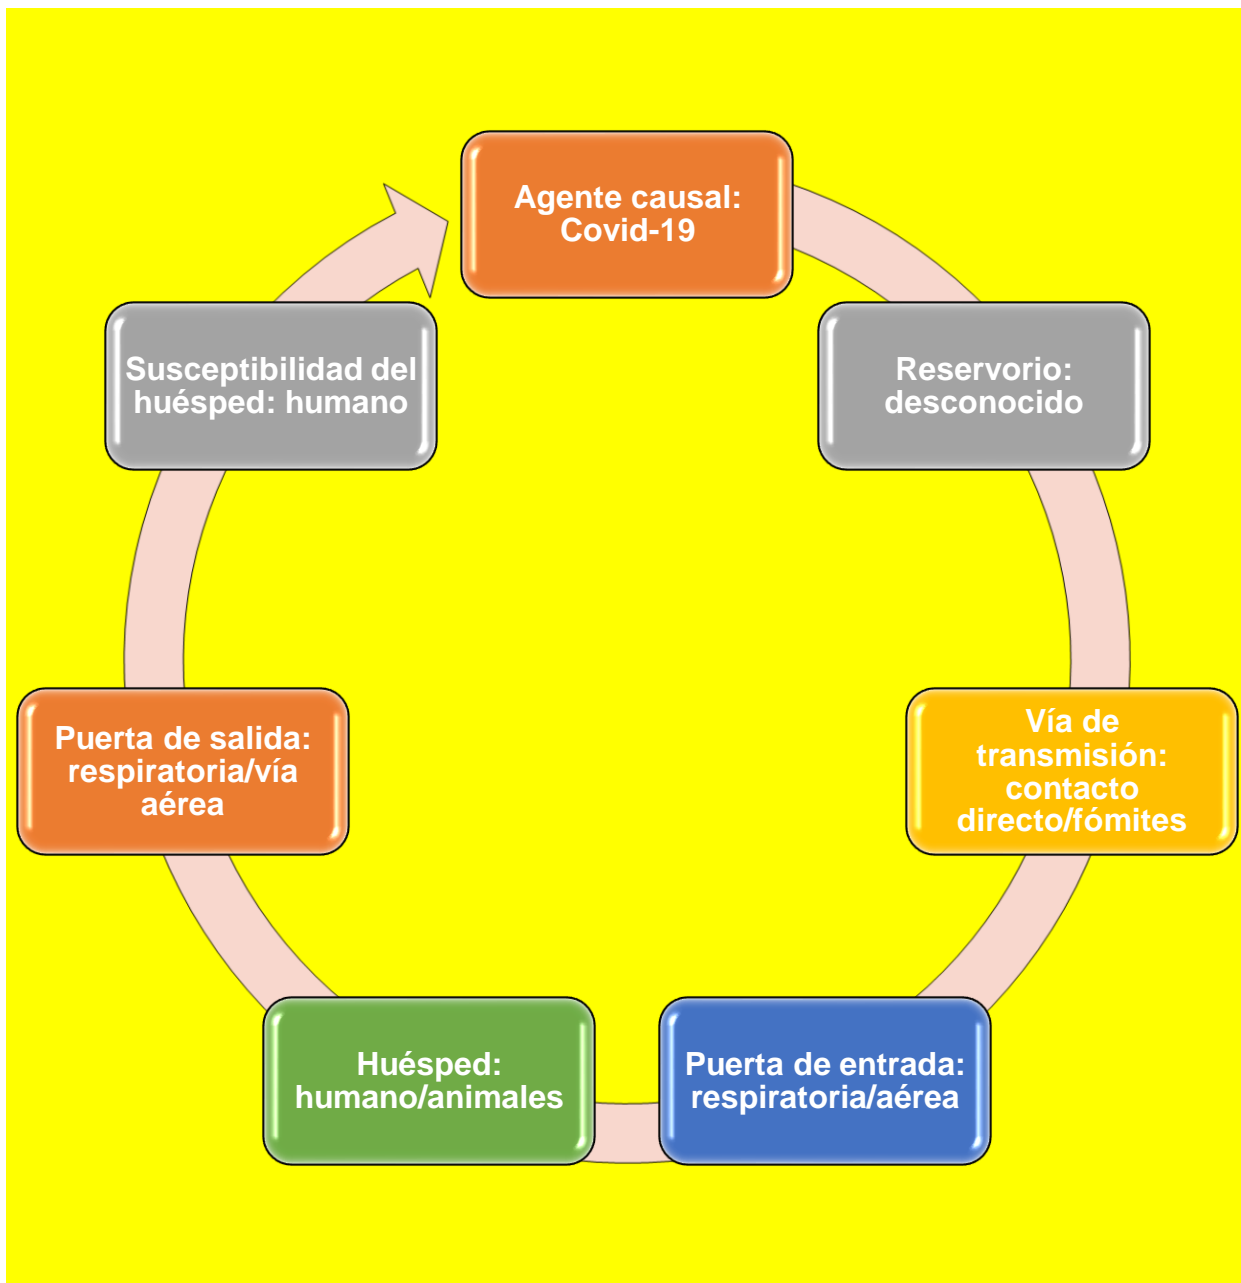 Agente causal:
Covid-19
Reservorio:
desconocido
Vía de
transmisión:
contacto
directo/fómites
Puerta de entrada:
respiratoria/aérea
Huésped:
humano/animales
Puerta de salida:
respiratoria/vía
aérea
Susceptibilidad del
huésped: humano